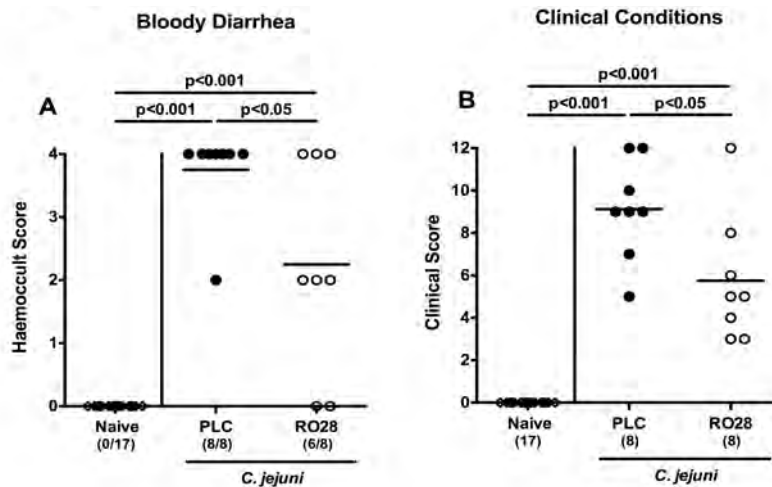 Bloody Diarrhea
A
p<0.001
p<0.001 p<0.05
Haemoccult Score
4
3
2
1
0
Naive PLC RO28
(0/17) (8/8) (6/8)
C. jejuni
Clinical Conditions
B
p<0.001
p<0.001 p<0.05
Clinical Score
12
10
8
6
4
2
0
Naive PLC RO28
(17) (8) (8)
C. jejuni